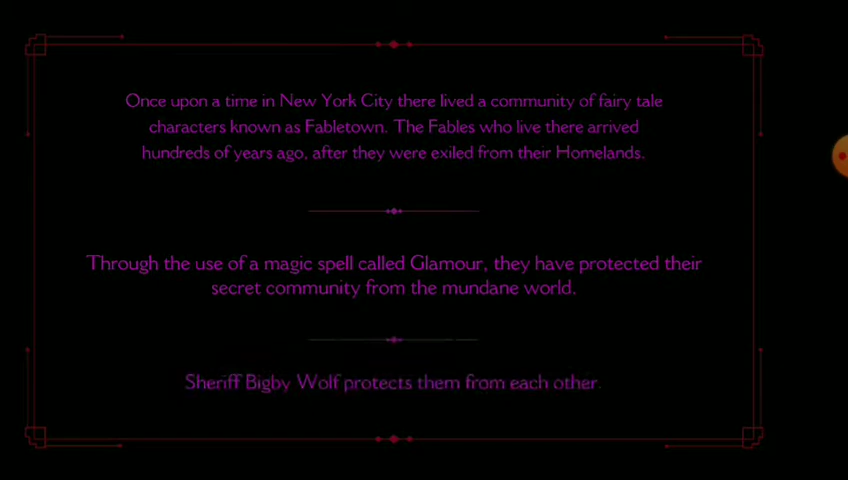 Once upon a time in New York City there lived a community of fairy tale
characters known as Fabletown. The Fables who live there arrived
hundreds of years ago, after they were exiled from their Homelands.
Through the use of a magic spell called Glamour, they have protected their
secret community from the mundane world.
Sheriff Bigby Wolf protects them from each other.